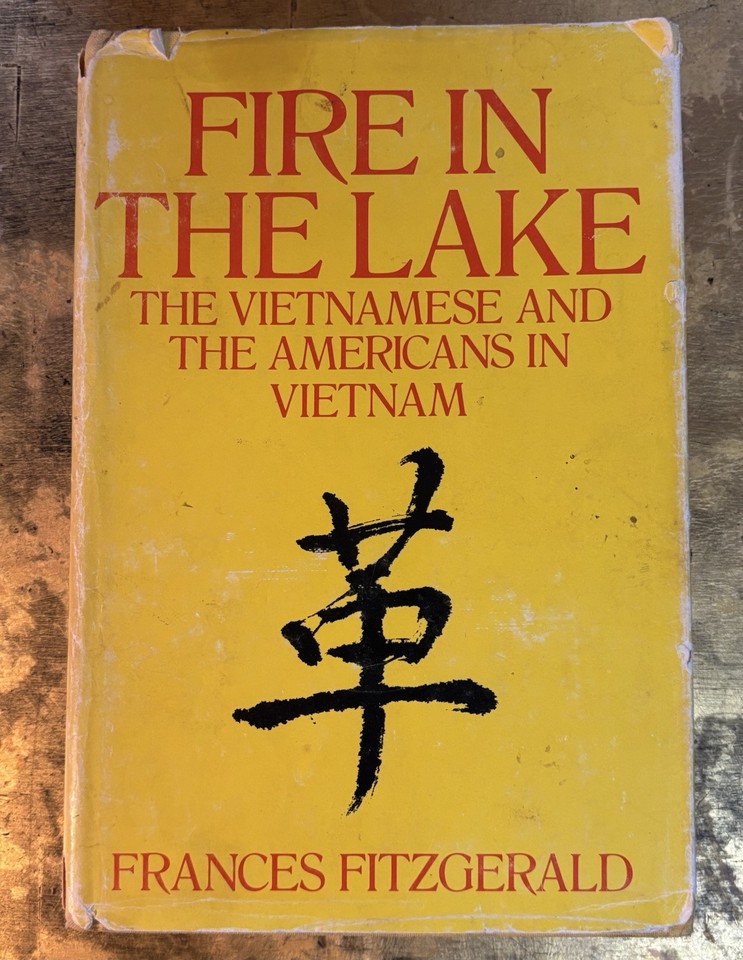 FIRE IN
THE LAKE
THE VIETNAMESE AND
THE AMERICANS IN
VIETNAM
革
FRANCES FITZGERALD